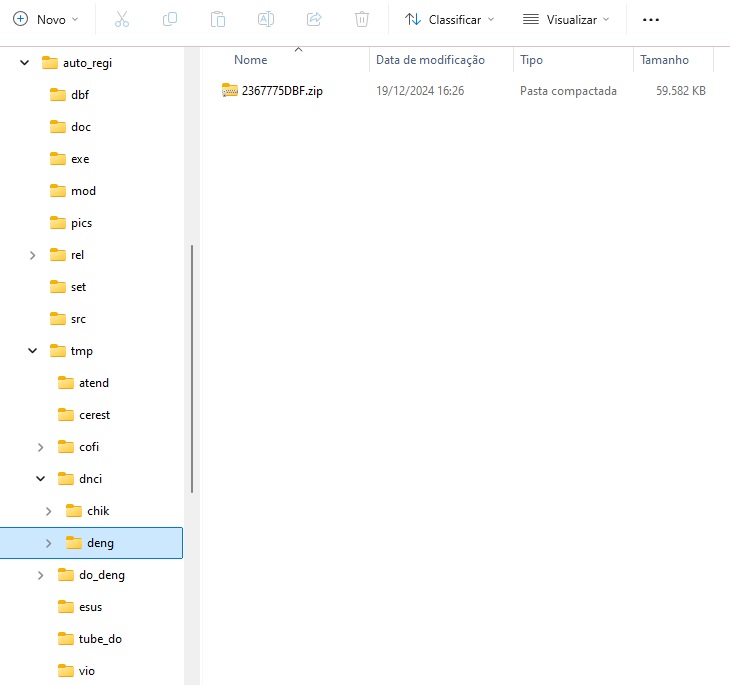 Novo Classificar Visualizar
auto_regi
dbf
doc
exe
mod
pics
rel
set
src
tmp
atend
cerest
cofi
dnci
chik
deng
do_deng
esus
tube_do
vio
Nome Data de modificação Tipo Tamanho
2367775DBF.zip 19/12/2024 16:26 Pasta compactada 59.582 KB